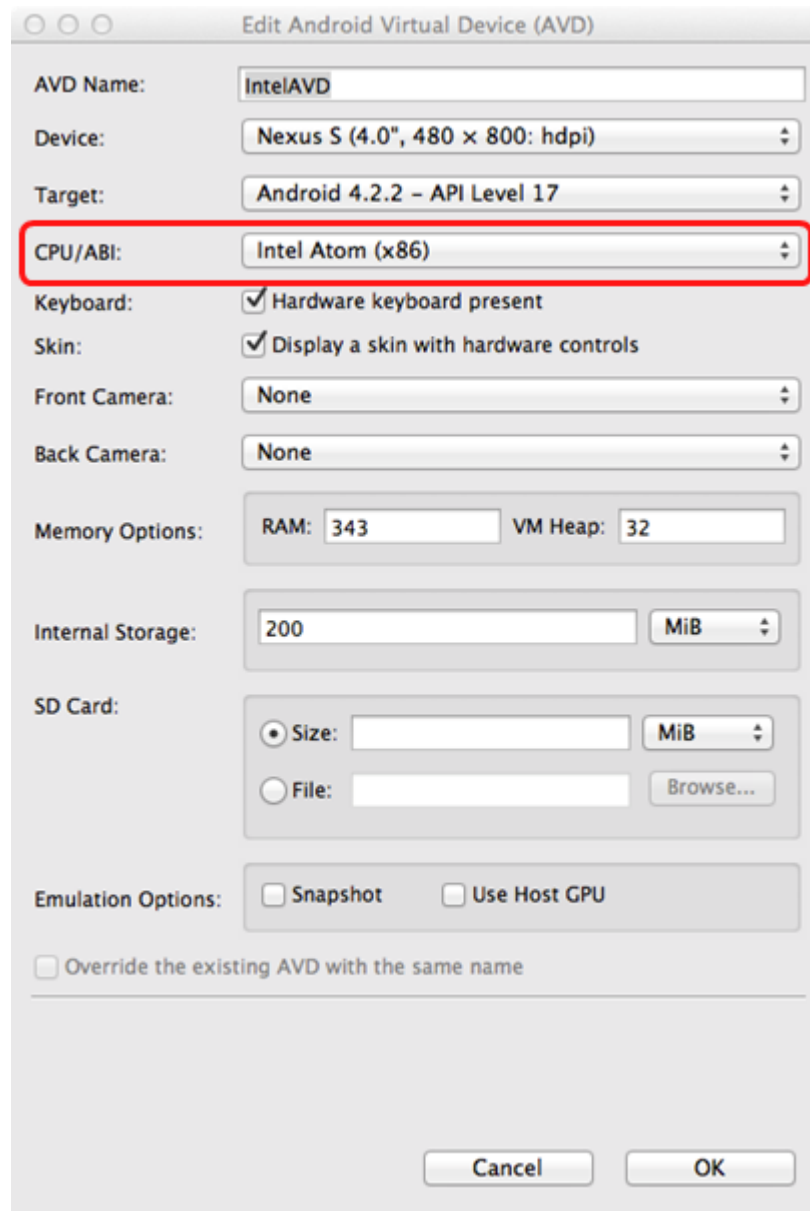 Edit Android Virtual Device (AVD)
AVD Name: IntelAVD
Device: Nexus S (4.0", 480 × 800: hdpi)
Target: Android 4.2.2 – API Level 17
CPU/ABI: Intel Atom (x86)
Keyboard: Hardware keyboard present
Skin: Display a skin with hardware controls
Front Camera: None
Back Camera: None
Memory Options: RAM: 343 VM Heap: 32
Internal Storage: 200 MiB
SD Card:
Size: MiB
File: Browse...
Emulation Options: Snapshot Use Host GPU
Override the existing AVD with the same name
Cancel OK